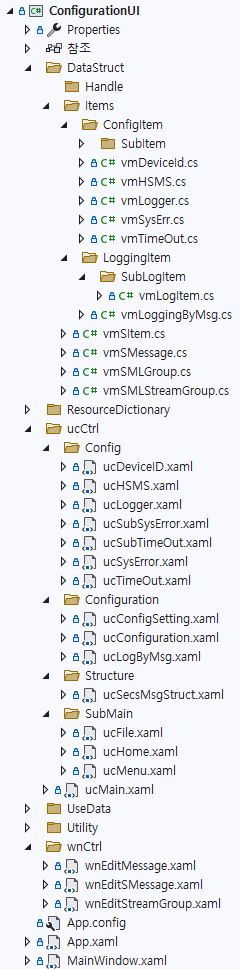 ConfigurationUI
Properties
참조
DataStruct
Handle
Items
ConfigItem
SubItem
C# vmDeviceId.cs
C# vmHSMS.cs
C# vmLogger.cs
C# vmSysErr.cs
C# vmTimeOut.cs
LoggingItem
SubLogItem
C# vmLogItem.cs
C# vmLoggingByMsg.cs
C# vmSItem.cs
C# vmSMessage.cs
C# vmSMLGroup.cs
C# vmSMLStreamGroup.cs
ResourceDictionary
ucCtrl
Config
ucDeviceID.xaml
ucHSMS.xaml
ucLogger.xaml
ucSubSysError.xaml
ucSubTimeOut.xaml
ucSysError.xaml
ucTimeOut.xaml
Configuration
ucConfigSetting.xaml
ucConfiguration.xaml
ucLogByMsg.xaml
Structure
ucSecsMsgStruct.xaml
SubMain
ucFile.xaml
ucHome.xaml
ucMenu.xaml
ucMain.xaml
UseData
Utility
wnCtrl
wnEditMessage.xaml
wnEditSMessage.xaml
wnEditStreamGroup.xaml
App.config
App.xaml
MainWindow.xaml